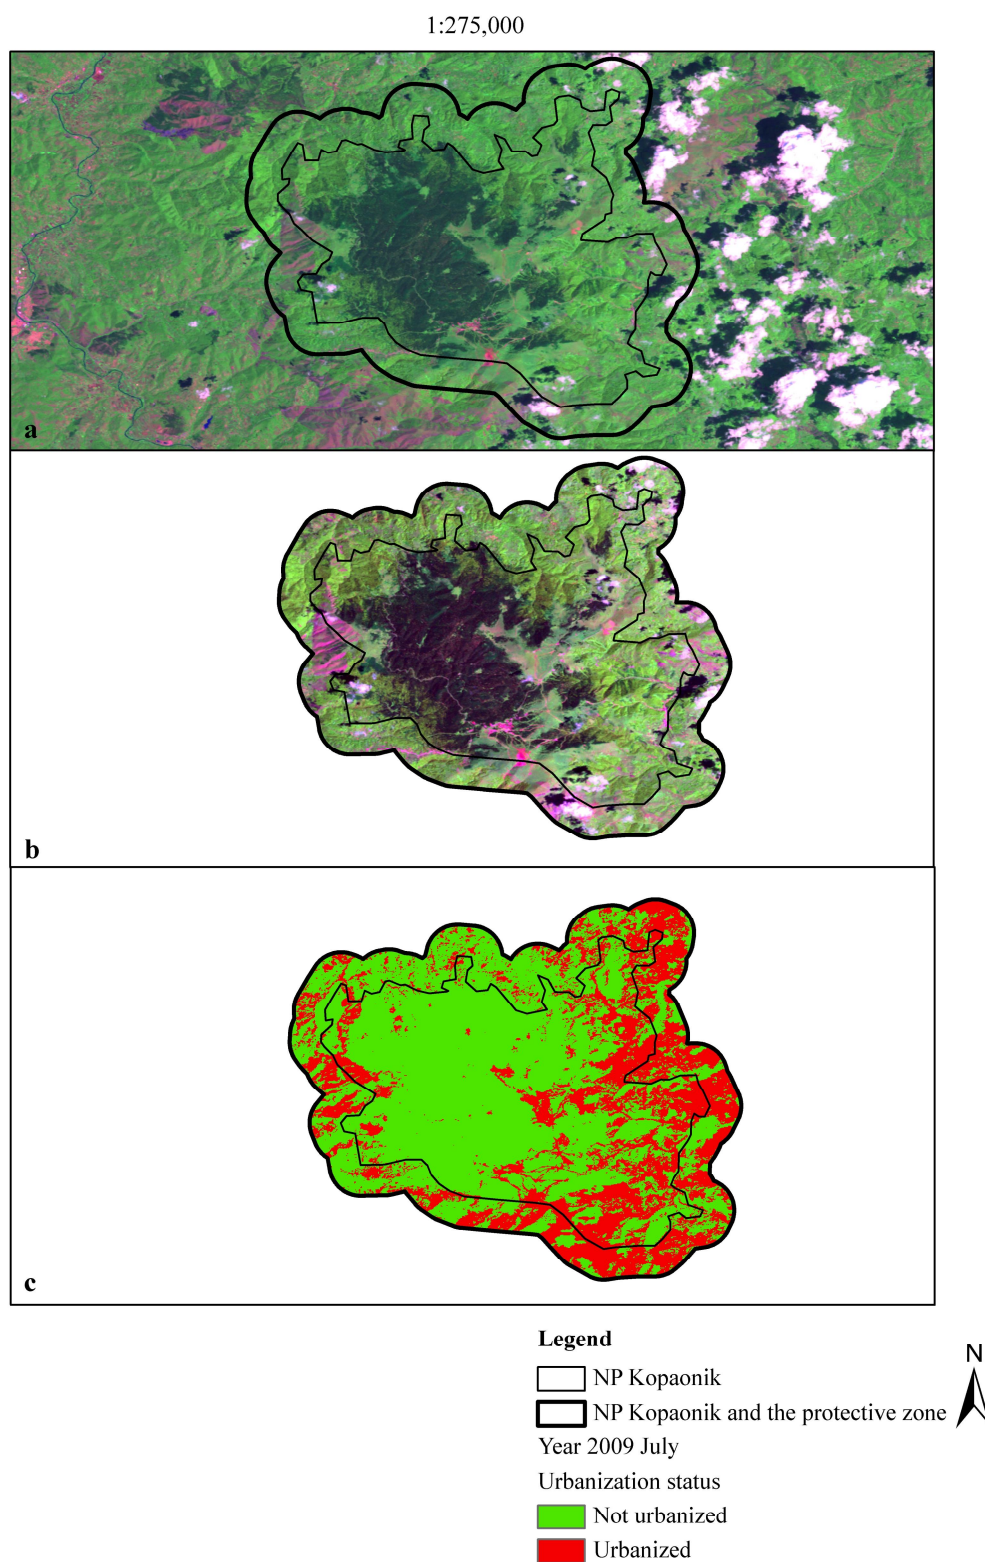 1:275,000
a
b
c
Legend
N
NP Kopaonik
NP Kopaonik and the protective zone
Year 2009 July
Urbanization status
Not urbanized
Urbanized